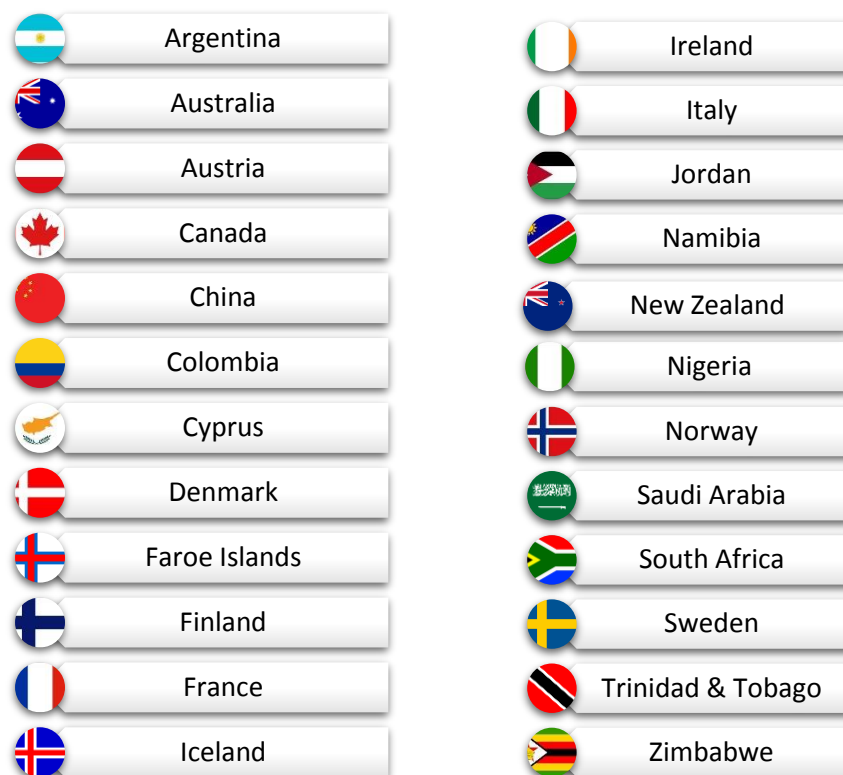 Argentina
Australia
Austria
Canada
China
Colombia
Cyprus
Denmark
Faroe Islands
Finland
France
Iceland
Ireland
Italy
Jordan
Namibia
New Zealand
Nigeria
Norway
Saudi Arabia
South Africa
Sweden
Trinidad & Tobago
Zimbabwe